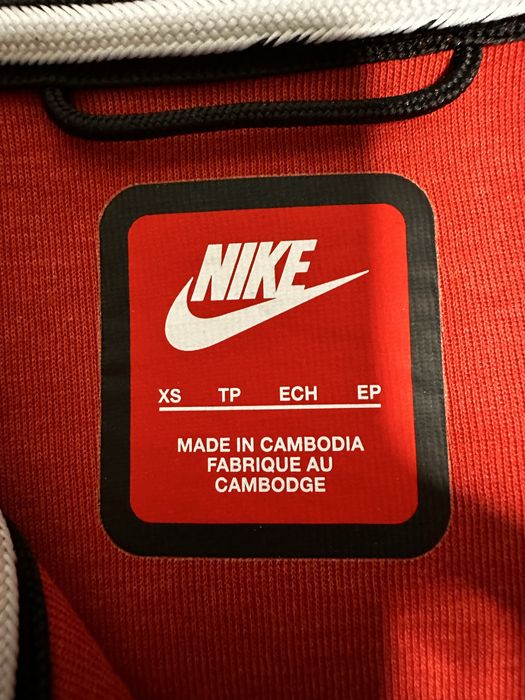 NIKE
XS TP ECH EP
MADE IN CAMBODIA
FABRIQUE AU
CAMBODGE